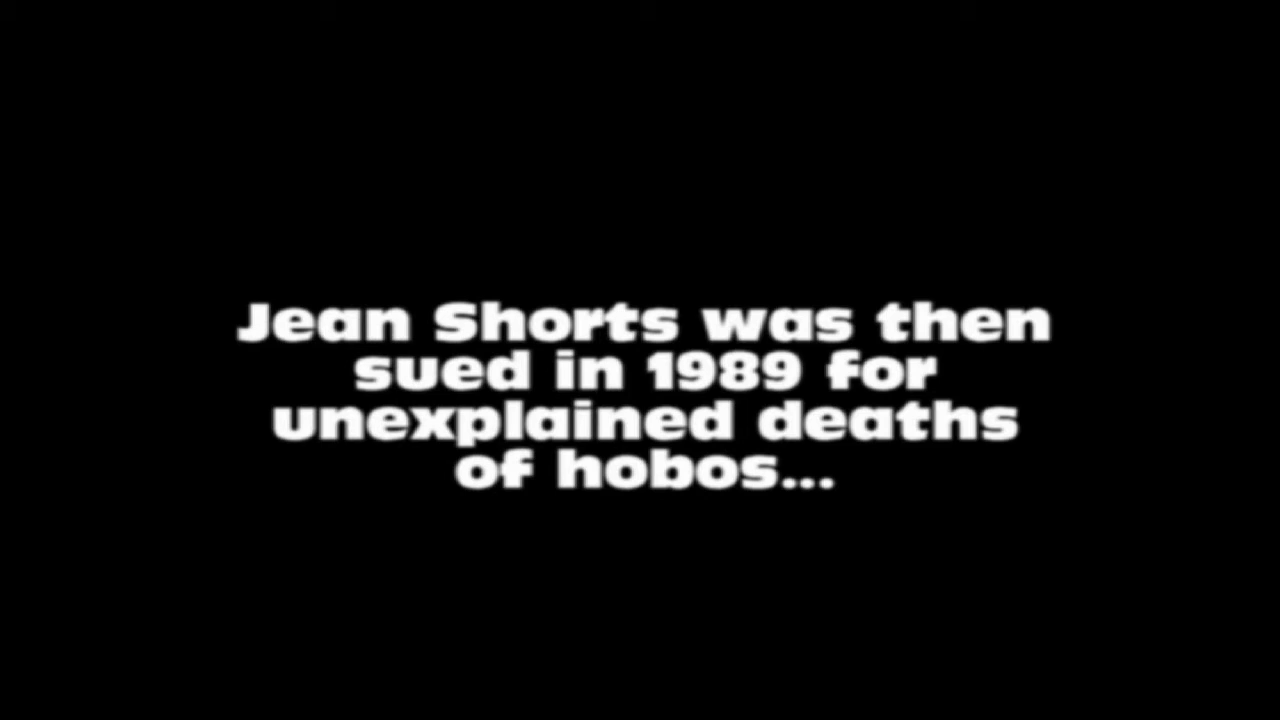 Jean Shorts was then
sued in 1989 for
unexplained deaths
of hobos...